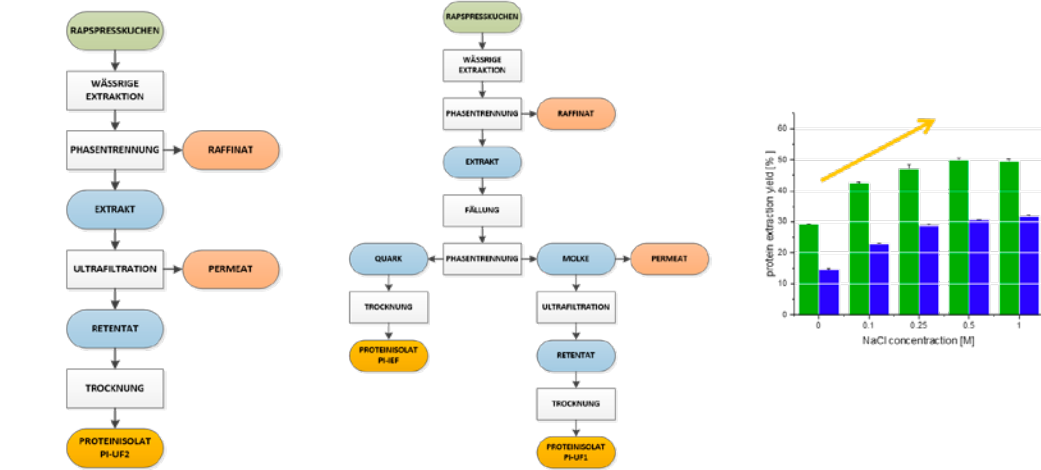 RAPSPRESSKUCHEN
WÄSSRIGE
EXTRAKTION
PHASENTRENNUNG
RAFFINAT
EXTRAKT
ULTRAFILTRATION
PERMEAT
RETENTAT
TROCKNUNG
PROTEINISOLAT
PI-UF2
RAPSPRESSKUCHEN
WÄSSRIGE
EXTRAKTION
PHASENTRENNUNG
RAFFINAT
EXTRAKT
FÄLLUNG
QUARK
PHASENTRENNUNG
MOLKE
PERMEAT
TROCKNUNG
ULTRAFILTRATION
PROTEINISOLAT
PI-IEF
RETENTAT
TROCKNUNG
PROTEINISOLAT
PI-UF1
protein extraction yield [% ]
60
50
40
30
20
10
0
0 0.1 0.25 0.5 1
NaCl concentraction [M]